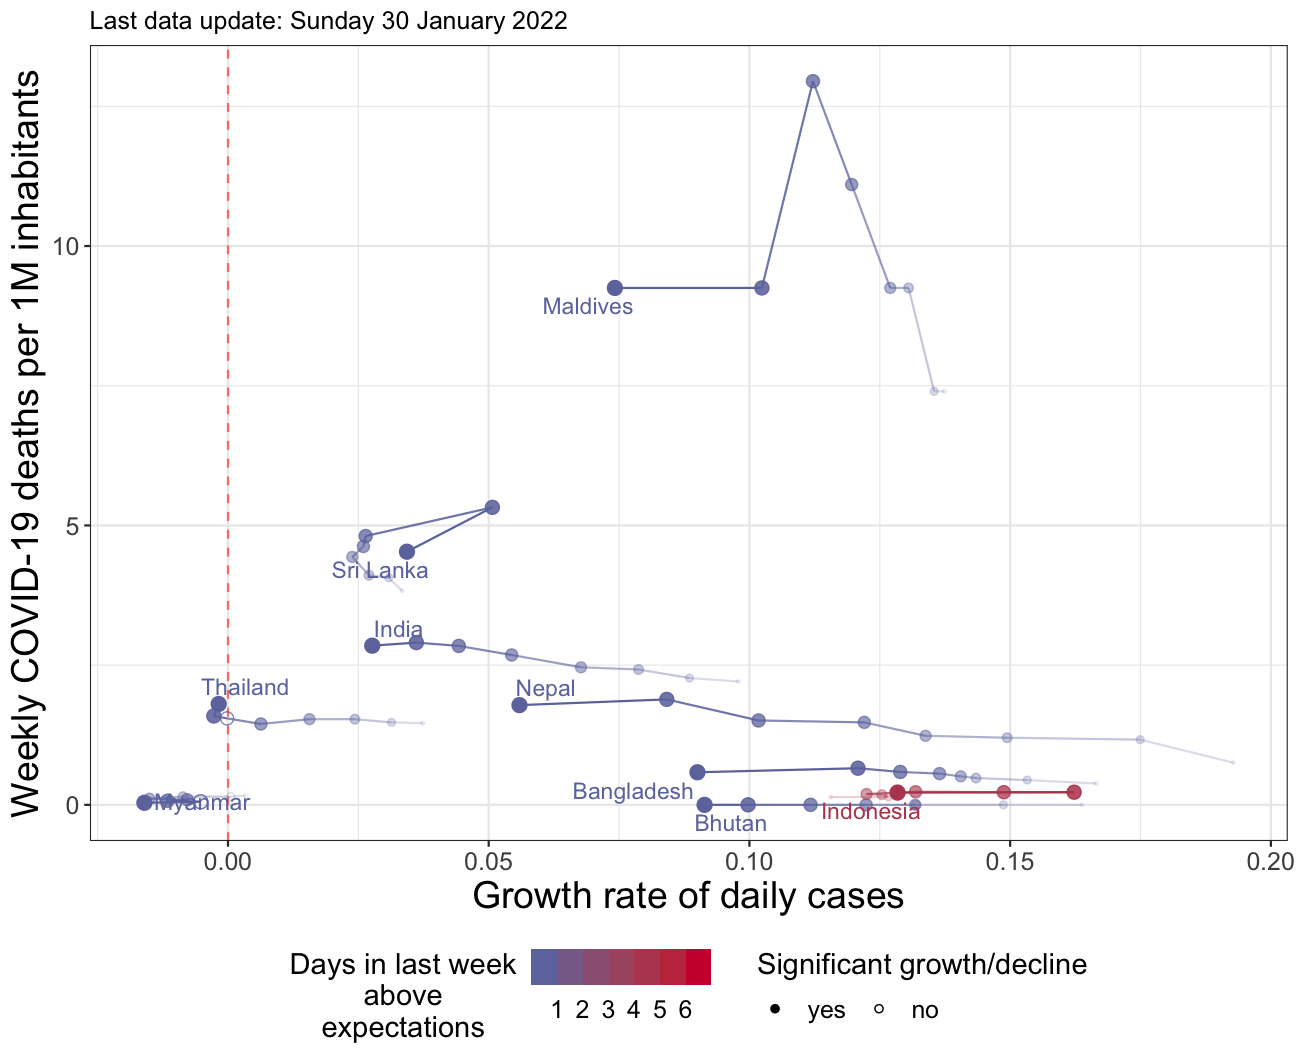 Last data update: Sunday 30 January 2022
Weekly COVID-19 deaths per 1M inhabitants
10
5
0
Maldives
Sri Lanka
India
Thailand
Nepal
Bangladesh
Myanmar
Indonesia
Bhutan
0.00 0.05 0.10 0.15 0.20
Growth rate of daily cases
Days in last week
above
expectations
1 2 3 4 5 6
Significant growth/decline
yes no